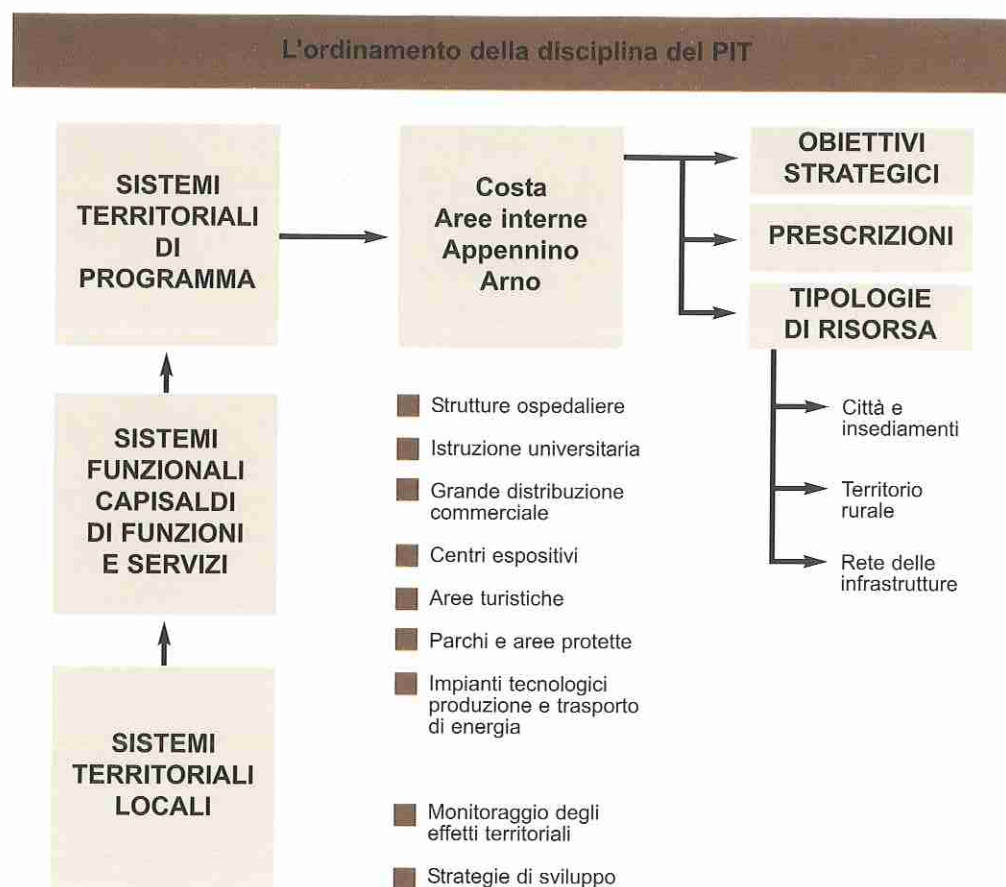 L'ordinamento della disciplina del PIT
SISTEMI
TERRITORIALI
DI
PROGRAMMA
Costa
Aree interne
Appennino
Arno
OBIETTIVI
STRATEGICI
PRESCRIZIONI
TIPOLOGIE
DI RISORSA
Città e
insediamenti
Territorio
rurale
Rete delle
infrastrutture
SISTEMI
FUNZIONALI
CAPISALDI
DI FUNZIONI
E SERVIZI
Strutture ospedaliere
Istruzione universitaria
Grande distribuzione
commerciale
Centri espositivi
Aree turistiche
Parchi e aree protette
Impianti tecnologici
produzione e trasporto
di energia
SISTEMI
TERRITORIALI
LOCALI
Monitoraggio degli
effetti territoriali
Strategie di sviluppo